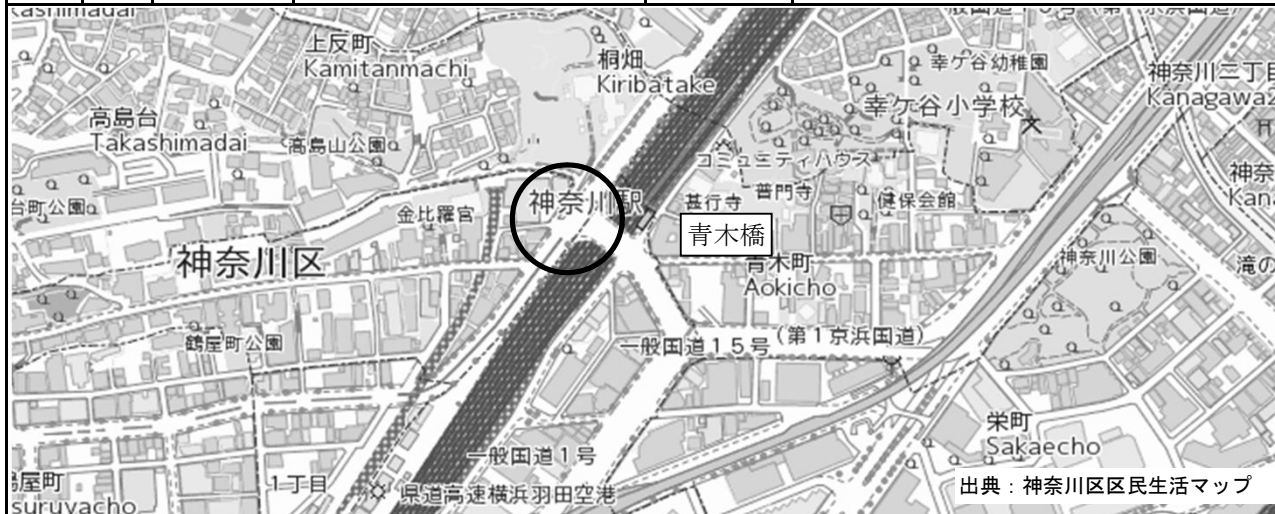 上反町
Kamitanmachi
桐畑
Kiribatake
幸ケ谷幼稚園
神奈川二丁目
幸ケ谷小学校
高島台
Takashimadai
高島山公園
コミュニティハウス
台町公園
金比羅宮
神奈川駅
甚行寺
普門寺
健保会館
青木橋
神奈川区
青木町
Aokicho
神奈川公園
鶴屋町公園
一般国道15号
(第1京浜国道)
栄町
Sakaecho
一般国道1号
1丁目
県道高速横浜羽田空港
出典：神奈川区区民生活マップ